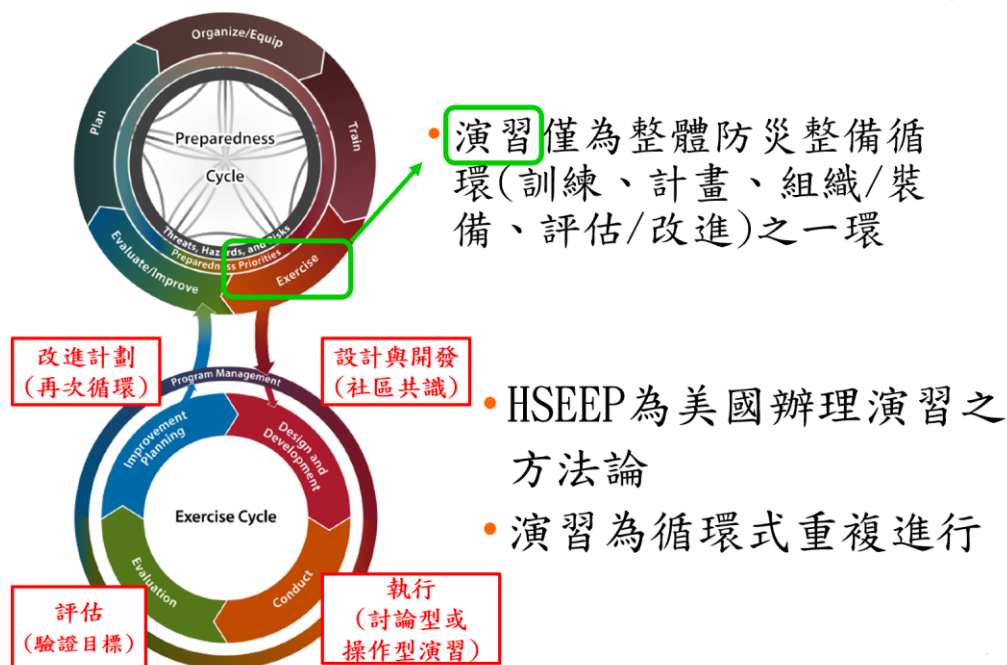 Organize/Equip
Plan
Train
Preparedness
Cycle
Threats, Hazards, and Risks
Preparedness Priorities
Evaluate/Improve
Exercise
•演習僅為整體防災整備循
環(訓練、計畫、組織/裝
備、評估/改進)之一環
改進計劃
(再次循環)
設計與開發
(社區共識)
Program Management
Improvement
Planning
Design and
Development
Exercise Cycle
Evaluation
Conduct
評估
(驗證目標)
執行
(討論型或
操作型演習)
•HSEEP為美國辦理演習之
方法論
•演習為循環式重複進行